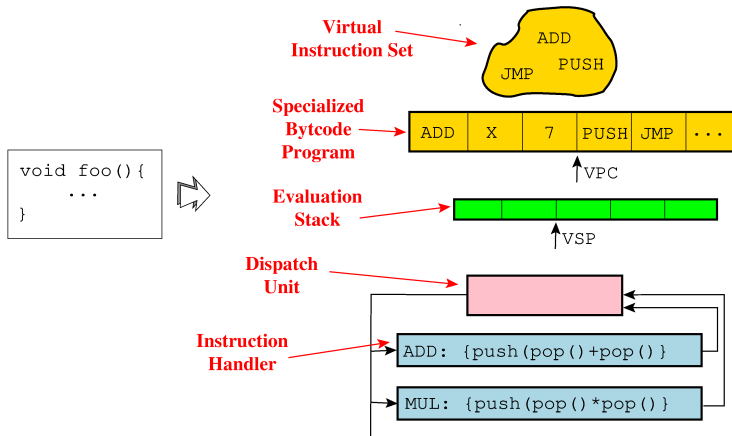 Virtual
Instruction Set
ADD
PUSH
JMP
Specialized
Bytcode
Program
ADD X 7 PUSH JMP ...
VPC
void foo(){
...
}
Evaluation
Stack
VSP
Dispatch
Unit
Instruction
Handler
ADD: {push(pop()+pop()}
MUL: {push(pop()*pop()}